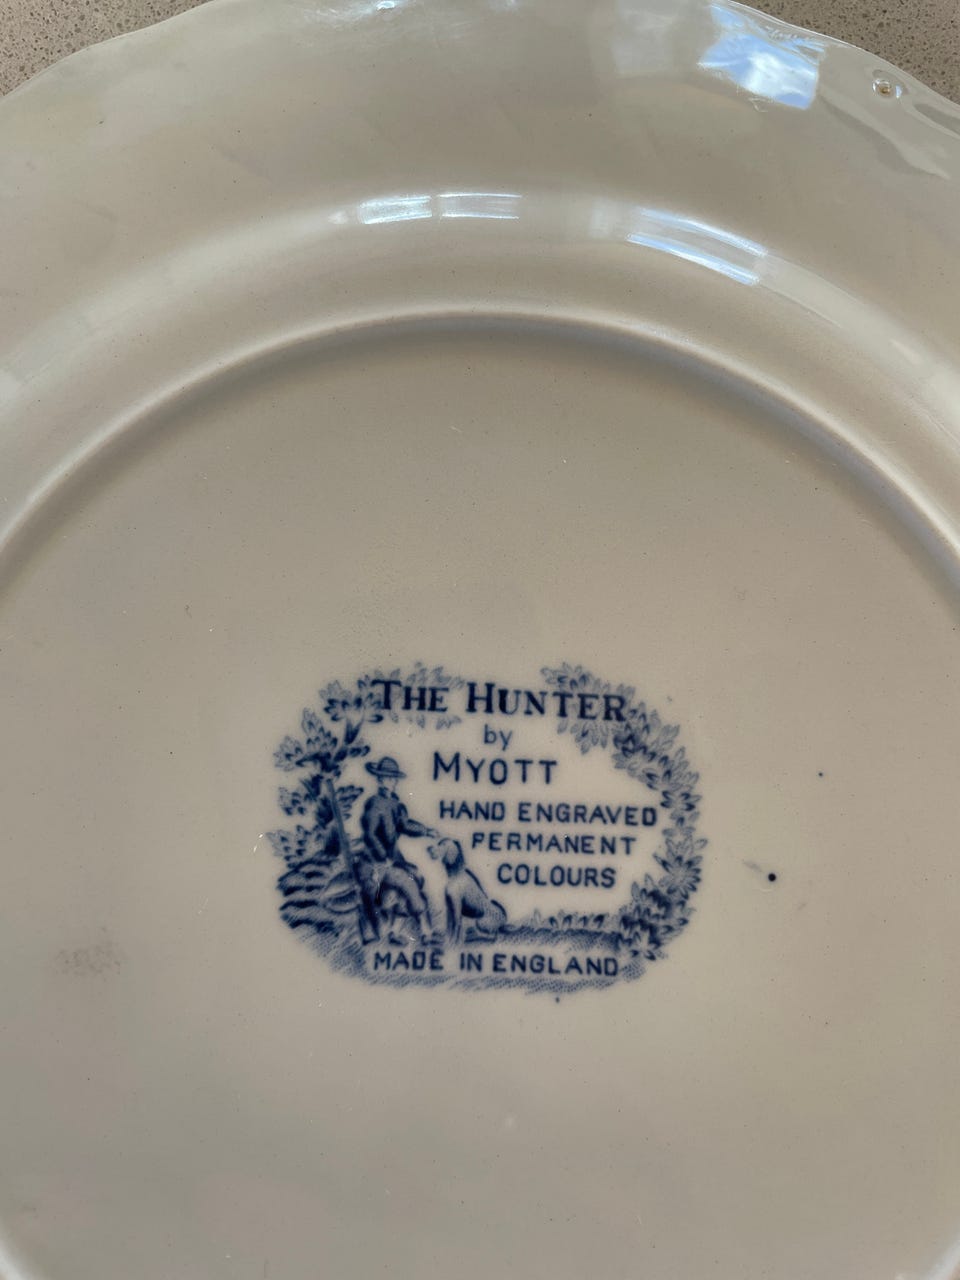 THE HUNTER
by
MYOTT
HAND ENGRAVED
PERMANENT
COLOURS
MADE IN ENGLAND